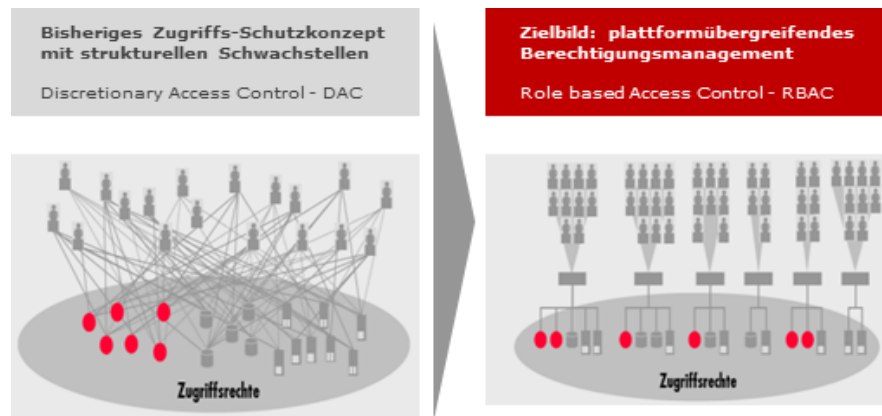 Bisheriges Zugriffs-Schutzkonzept
mit strukturellen Schwachstellen
Discretionary Access Control - DAC
Zielbild: plattformübergreifendes
Berechtigungsmanagement
Role based Access Control - RBAC
Zugriffsrechte
Zugriffsrechte